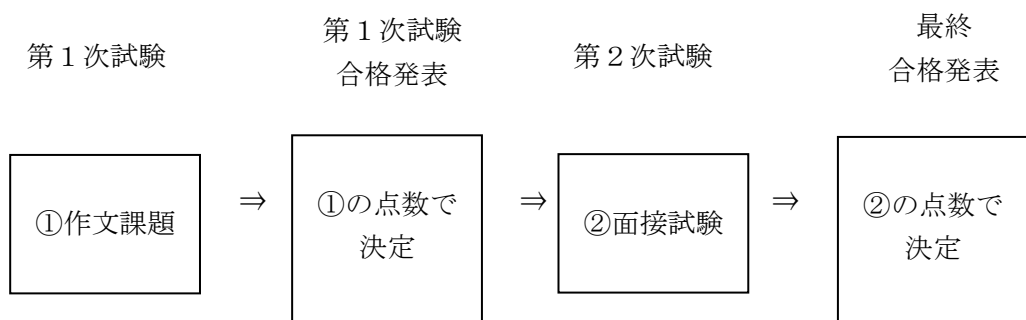 第１次試験
第１次試験
合格発表
第２次試験
最終
合格発表
①作文課題
⇒
①の点数で
決定
⇒
②面接試験
⇒
②の点数で
決定